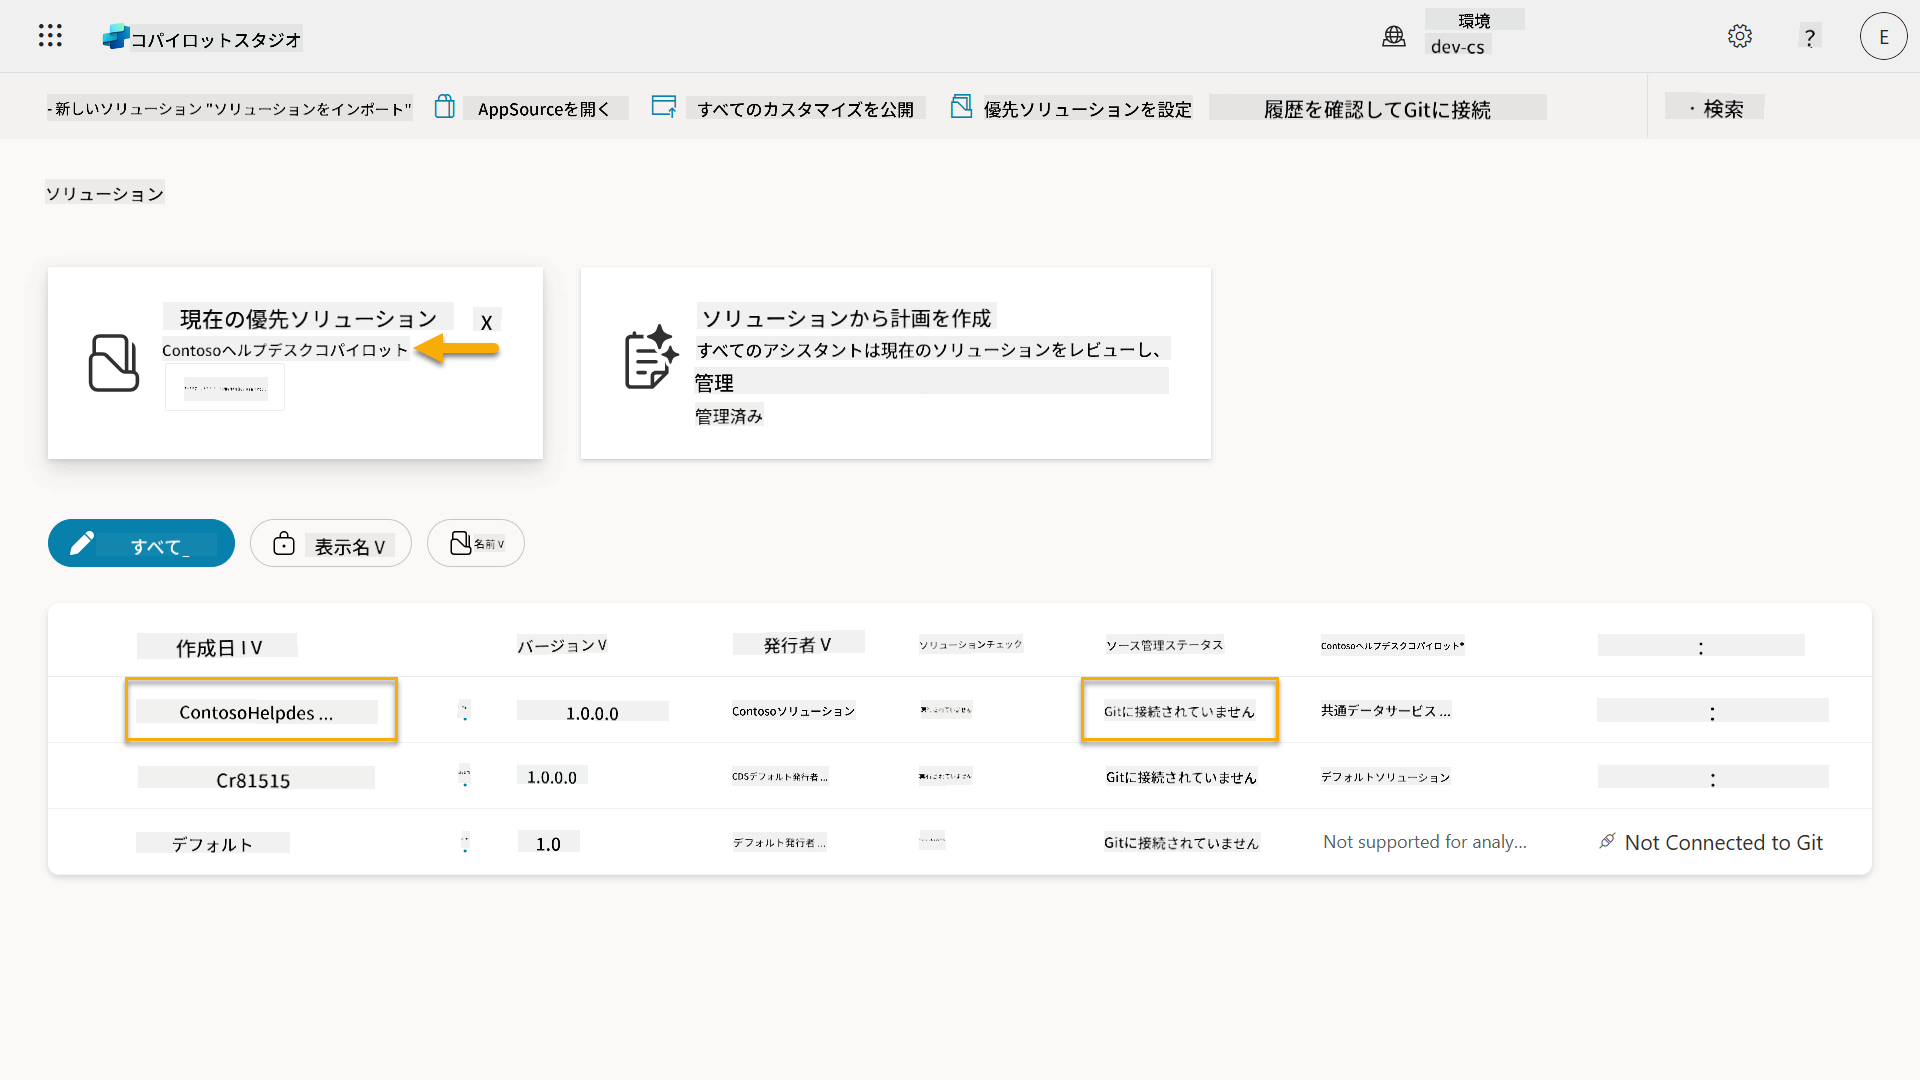 コパイロットスタジオ
環境
dev-cs
?
E
- 新しいソリューション "ソリューションをインポート"
AppSourceを開く
すべてのカスタマイズを公開
優先ソリューションを設定
履歴を確認してGitに接続
· 検索
ソリューション
現在の優先ソリューション
X
Contosoヘルプデスクコパイロット
ソリューションから計画を作成
すべてのアシスタントは現在のソリューションをレビューし、
管理
管理済み
すべて_
表示名 V
名前 V
作成日 I V
バージョン V
発行者 V
ソリューションチェック
ソース管理ステータス
Contosoヘルプデスクコパイロット*
:
ContosoHelpdes ...
1.0.0.0
Contosoソリューション
Gitに接続されていません
共通データサービス ...
:
Cr81515
1.0.0.0
CDSデフォルト発行者 ...
Gitに接続されていません
デフォルトソリューション
:
デフォルト
1.0
デフォルト発行者 ...
Gitに接続されていません
Not supported for analy...
Not Connected to Git